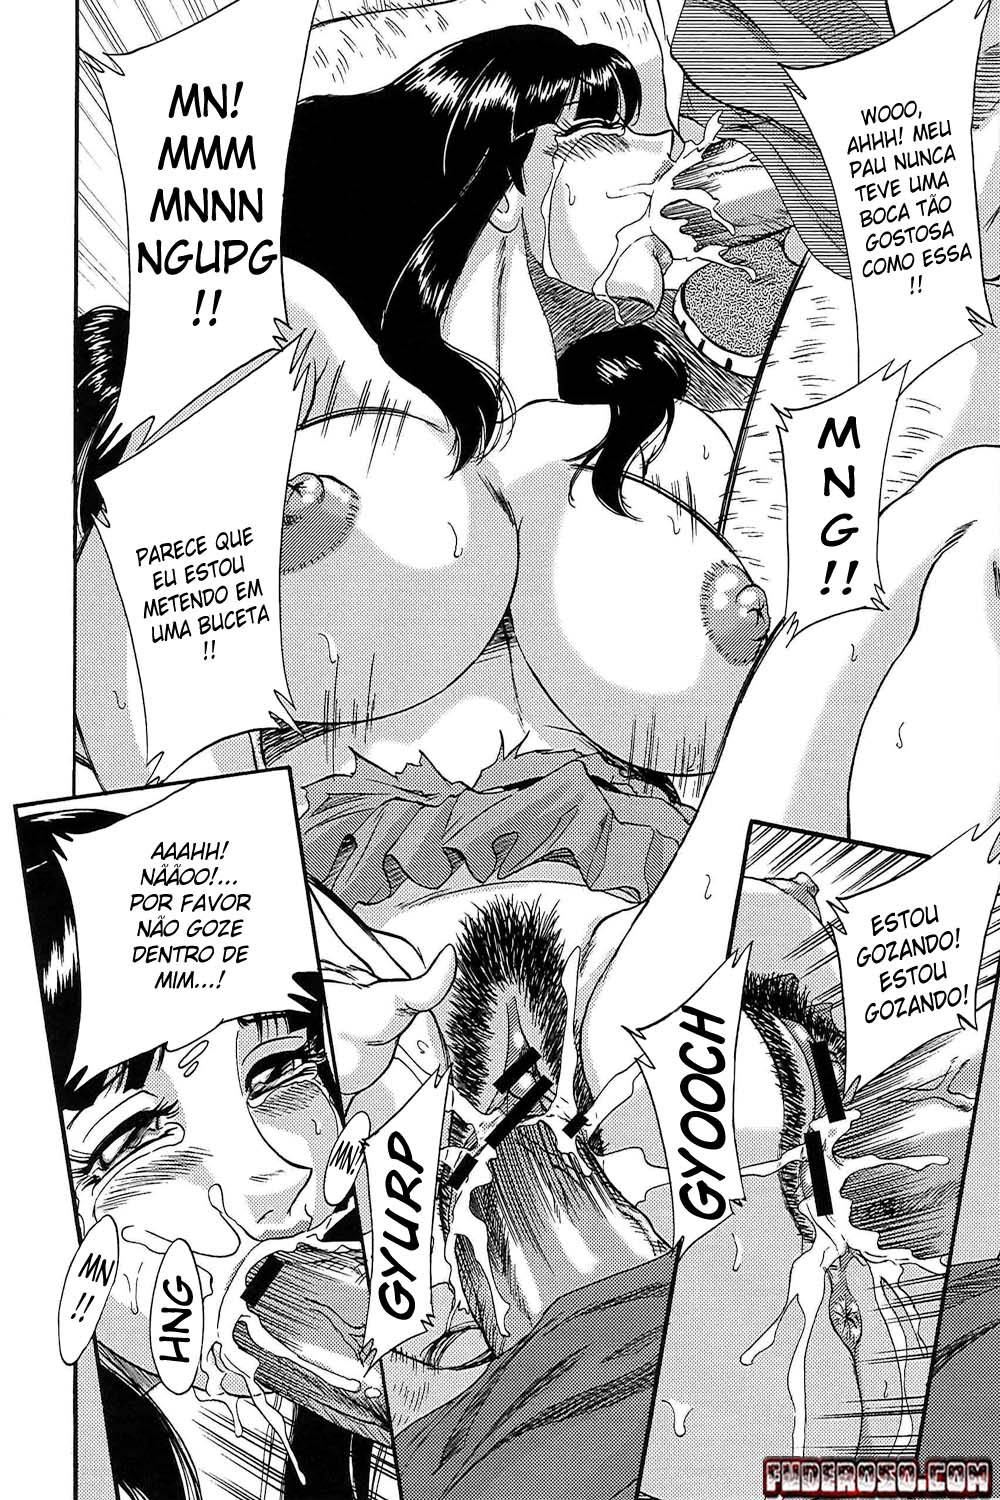 WOOO,
AHHH! MEU
PAU NUNCA
TEVE UMA
BOCA TÃO
GOSTOSA
COMO ESSA
!!
MN!
MMM
MNNN
NGUPG
!!
MNG!!
PARECE QUE
EU ESTOU
METENDO EM
UMA BUCETA
!!
ESTOU
GOZANDO!
ESTOU
GOZANDO!
GYOOCH
GYURP
AAAHH!
NÃÃOO!...
POR FAVOR
NÃO GOZE
DENTRO DE
MIM...!
MN
!!
HNG
FUDEROSO.COM